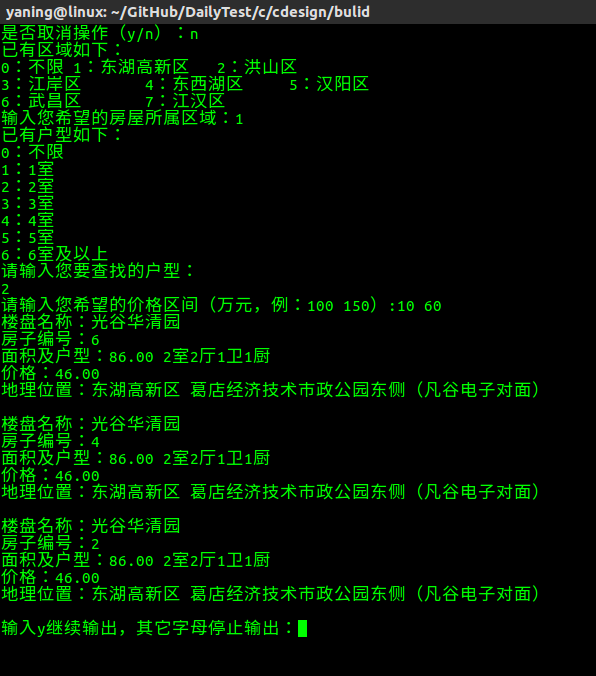 yaning@linux: ~/GitHub/DailyTest/c/cdesign/bulid
是否取消操作（y/n）：n
已有区域如下：
0：不限 1：东湖高新区 2：洪山区
3：江岸区 4：东西湖区 5：汉阳区
6：武昌区 7：江汉区
输入您希望的房屋所属区域：1
已有户型如下：
0：不限
1：1室
2：2室
3：3室
4：4室
5：5室
6：6室及以上
请输入您要查找的户型：
2
请输入您希望的价格区间（万元，例：100 150）:10 60
楼盘名称：光谷华清园
房子编号：6
面积及户型：86.00 2室2厅1卫1厨
价格：46.00
地理位置：东湖高新区 葛店经济技术市政公园东侧（凡谷电子对面）
楼盘名称：光谷华清园
房子编号：4
面积及户型：86.00 2室2厅1卫1厨
价格：46.00
地理位置：东湖高新区 葛店经济技术市政公园东侧（凡谷电子对面）
楼盘名称：光谷华清园
房子编号：2
面积及户型：86.00 2室2厅1卫1厨
价格：46.00
地理位置：东湖高新区 葛店经济技术市政公园东侧（凡谷电子对面）
输入y继续输出，其它字母停止输出：